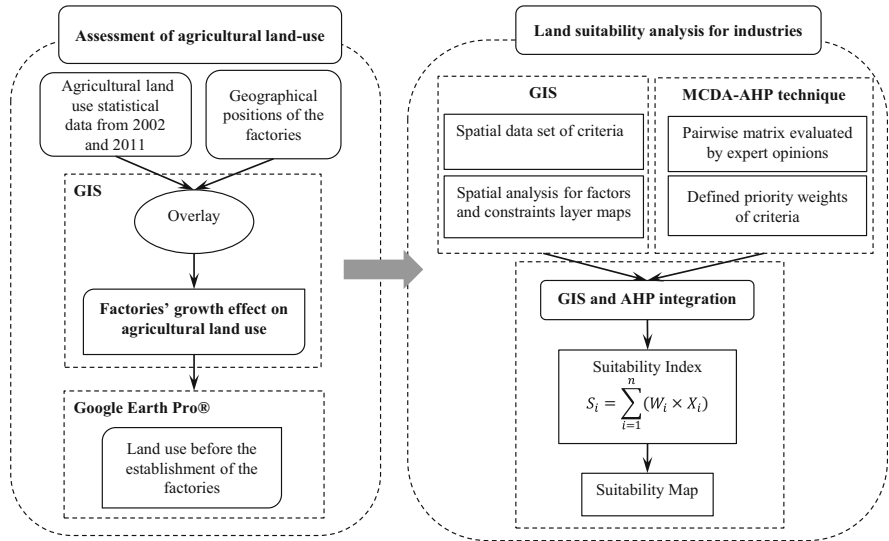 Assessment of agricultural land-use
Agricultural land
use statistical
data from 2002
and 2011
Geographical
positions of the
factories
GIS
Overlay
Factories’ growth effect on
agricultural land use
Google Earth Pro®
Land use before the
establishment of the
factories
Land suitability analysis for industries
GIS
Spatial data set of criteria
Spatial analysis for factors
and constraints layer maps
MCDA-AHP technique
Pairwise matrix evaluated
by expert opinions
Defined priority weights
of criteria
GIS and AHP integration
Suitability Index
𝑆𝑖 = ∑ⁿᵢ₌₁(𝑊𝑖 × 𝑋𝑖)
Suitability Map